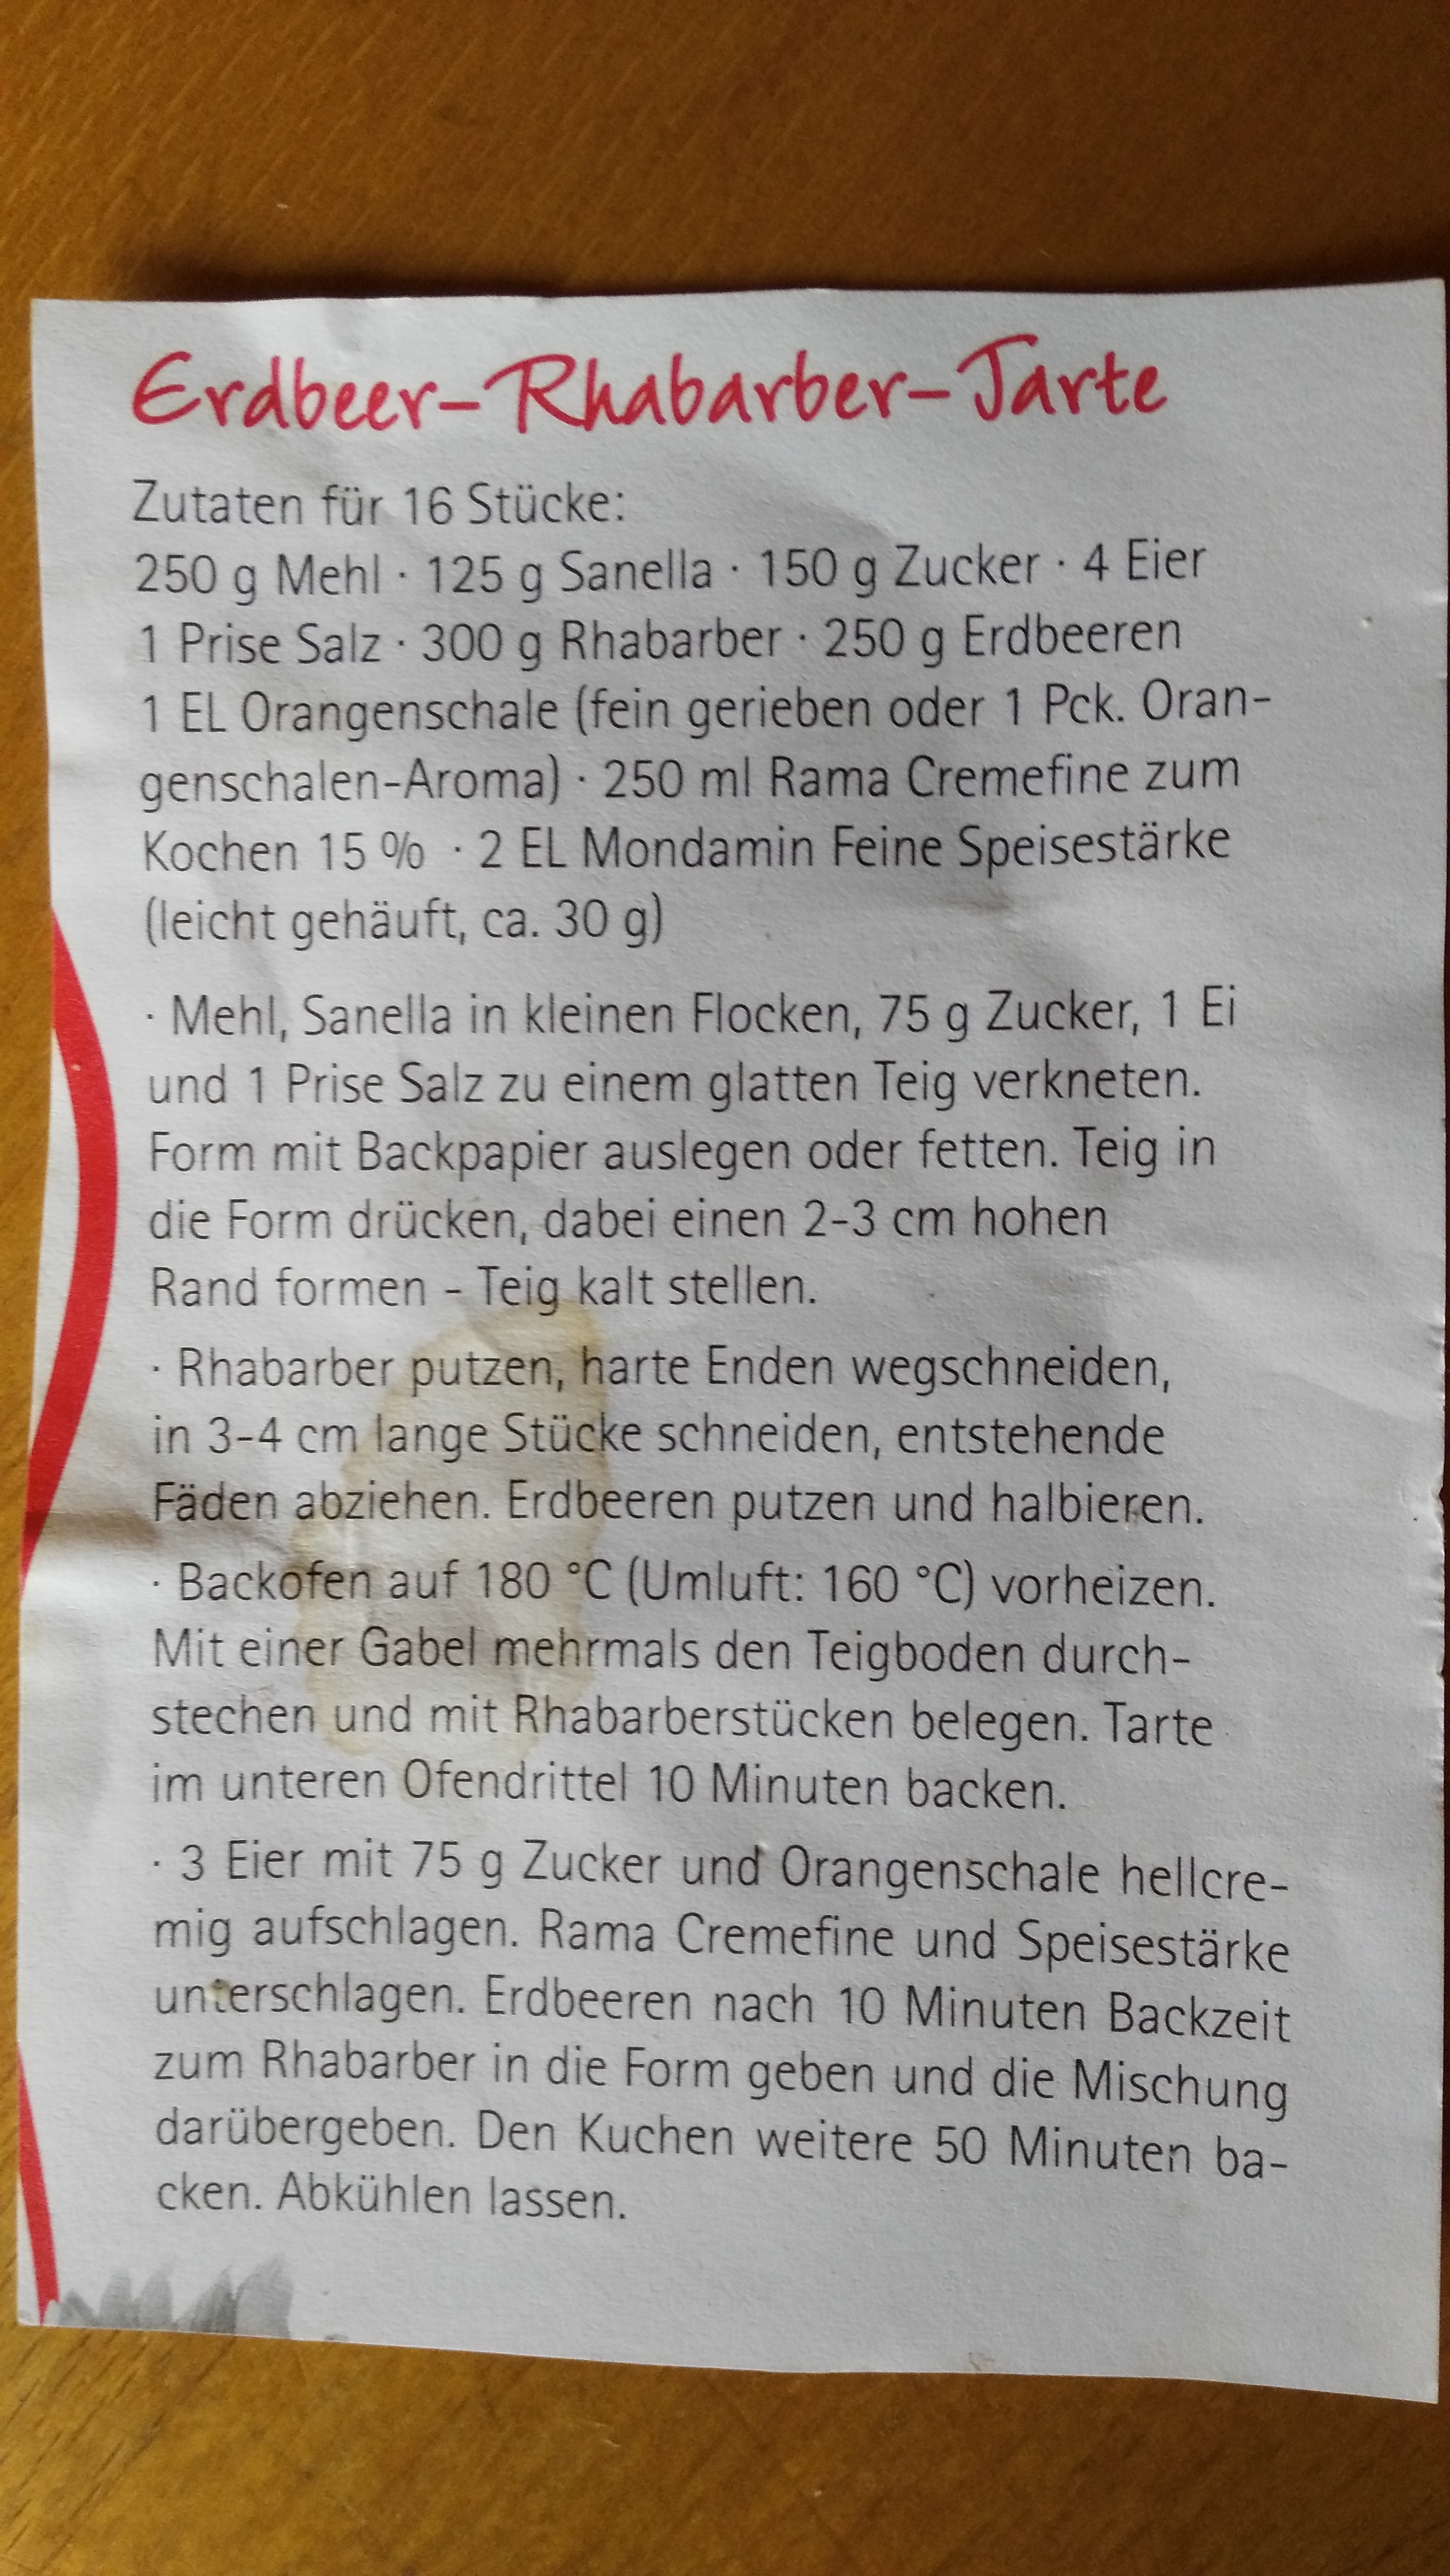 Erdbeer-Rhabarber-Tarte
Zutaten für 16 Stücke:
250 g Mehl · 125 g Sanella · 150 g Zucker · 4 Eier
1 Prise Salz · 300 g Rhabarber · 250 g Erdbeeren
1 EL Orangenschale (fein gerieben oder 1 Pck. Oran-
genschalen-Aroma) · 250 ml Rama Cremefine zum
Kochen 15 % · 2 EL Mondamin Feine Speisestärke
(leicht gehäuft, ca. 30 g)
· Mehl, Sanella in kleinen Flocken, 75 g Zucker, 1 Ei
und 1 Prise Salz zu einem glatten Teig verkneten.
Form mit Backpapier auslegen oder fetten. Teig in
die Form drücken, dabei einen 2-3 cm hohen
Rand formen - Teig kalt stellen.
· Rhabarber putzen, harte Enden wegschneiden,
in 3-4 cm lange Stücke schneiden, entstehende
Fäden abziehen. Erdbeeren putzen und halbieren.
· Backofen auf 180 °C (Umluft: 160 °C) vorheizen.
Mit einer Gabel mehrmals den Teigboden durch-
stechen und mit Rhabarberstücken belegen. Tarte
im unteren Ofendrittel 10 Minuten backen.
· 3 Eier mit 75 g Zucker und Orangenschale hellcre-
mig aufschlagen. Rama Cremefine und Speisestärke
unterschlagen. Erdbeeren nach 10 Minuten Backzeit
zum Rhabarber in die Form geben und die Mischung
darübergeben. Den Kuchen weitere 50 Minuten ba-
cken. Abkühlen lassen.